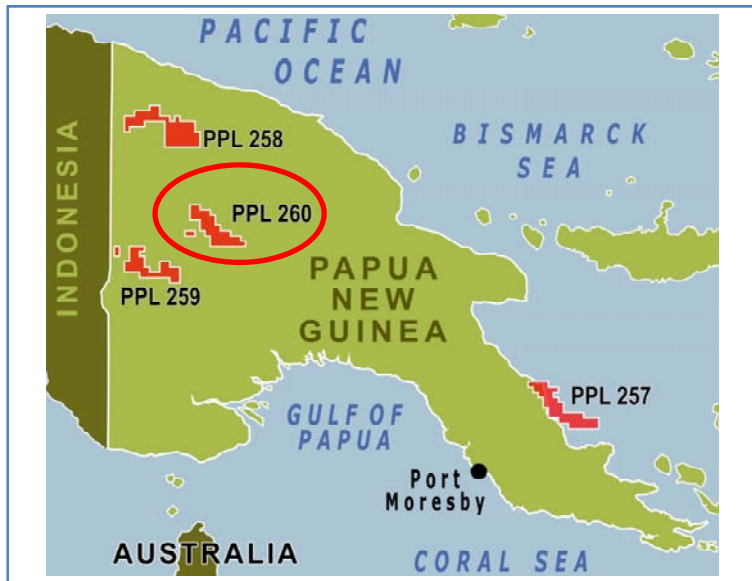 PACIFIC
OCEAN
INDONESIA
PPL 258
BISMARCK
SEA
PPL 260
PPL 259
PAPUA
NEW
GUINEA
PPL 257
GULF OF
PAPUA
Port
Moresby
AUSTRALIA
CORAL SEA